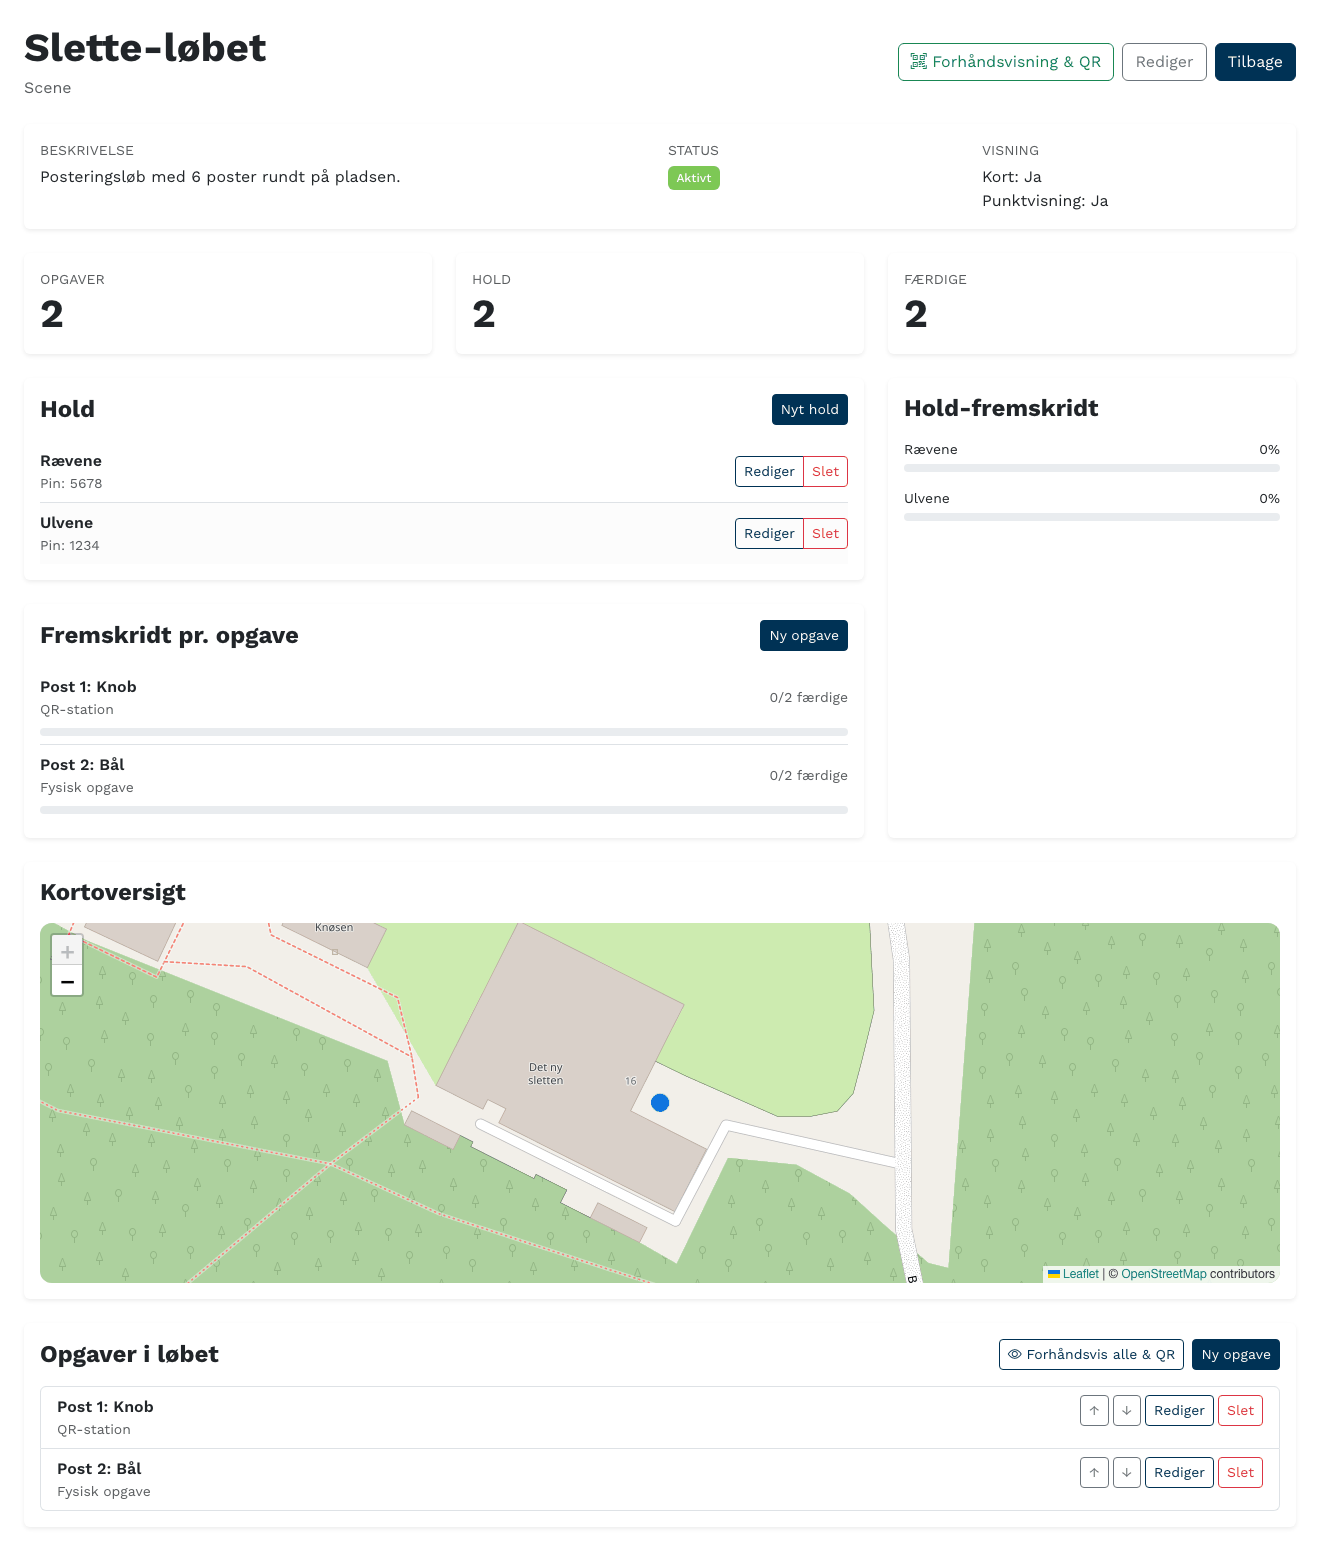 Slette-løbet
Scene
Forhåndsvisning & QR
Rediger
Tilbage
BESKRIVELSE
Posteringsløb med 6 poster rundt på pladsen.
STATUS
Aktivt
VISNING
Kort: Ja
Punktvisning: Ja
OPGAVER
2
HOLD
2
FÆRDIGE
2
Hold
Nyt hold
Rævene
Pin: 5678
Rediger
Slet
Ulvene
Pin: 1234
Rediger
Slet
Hold-fremskridt
Rævene 0%
Ulvene 0%
Fremskridt pr. opgave
Ny opgave
Post 1: Knob
QR-station
0/2 færdige
Post 2: Bål
Fysisk opgave
0/2 færdige
Kortoversigt
+
−
Knøsen
Det ny
sletten
16
B
Leaflet | © OpenStreetMap contributors
Opgaver i løbet
Forhåndsvis alle & QR
Ny opgave
Post 1: Knob
QR-station
↑ ↓ Rediger Slet
Post 2: Bål
Fysisk opgave
↑ ↓ Rediger Slet